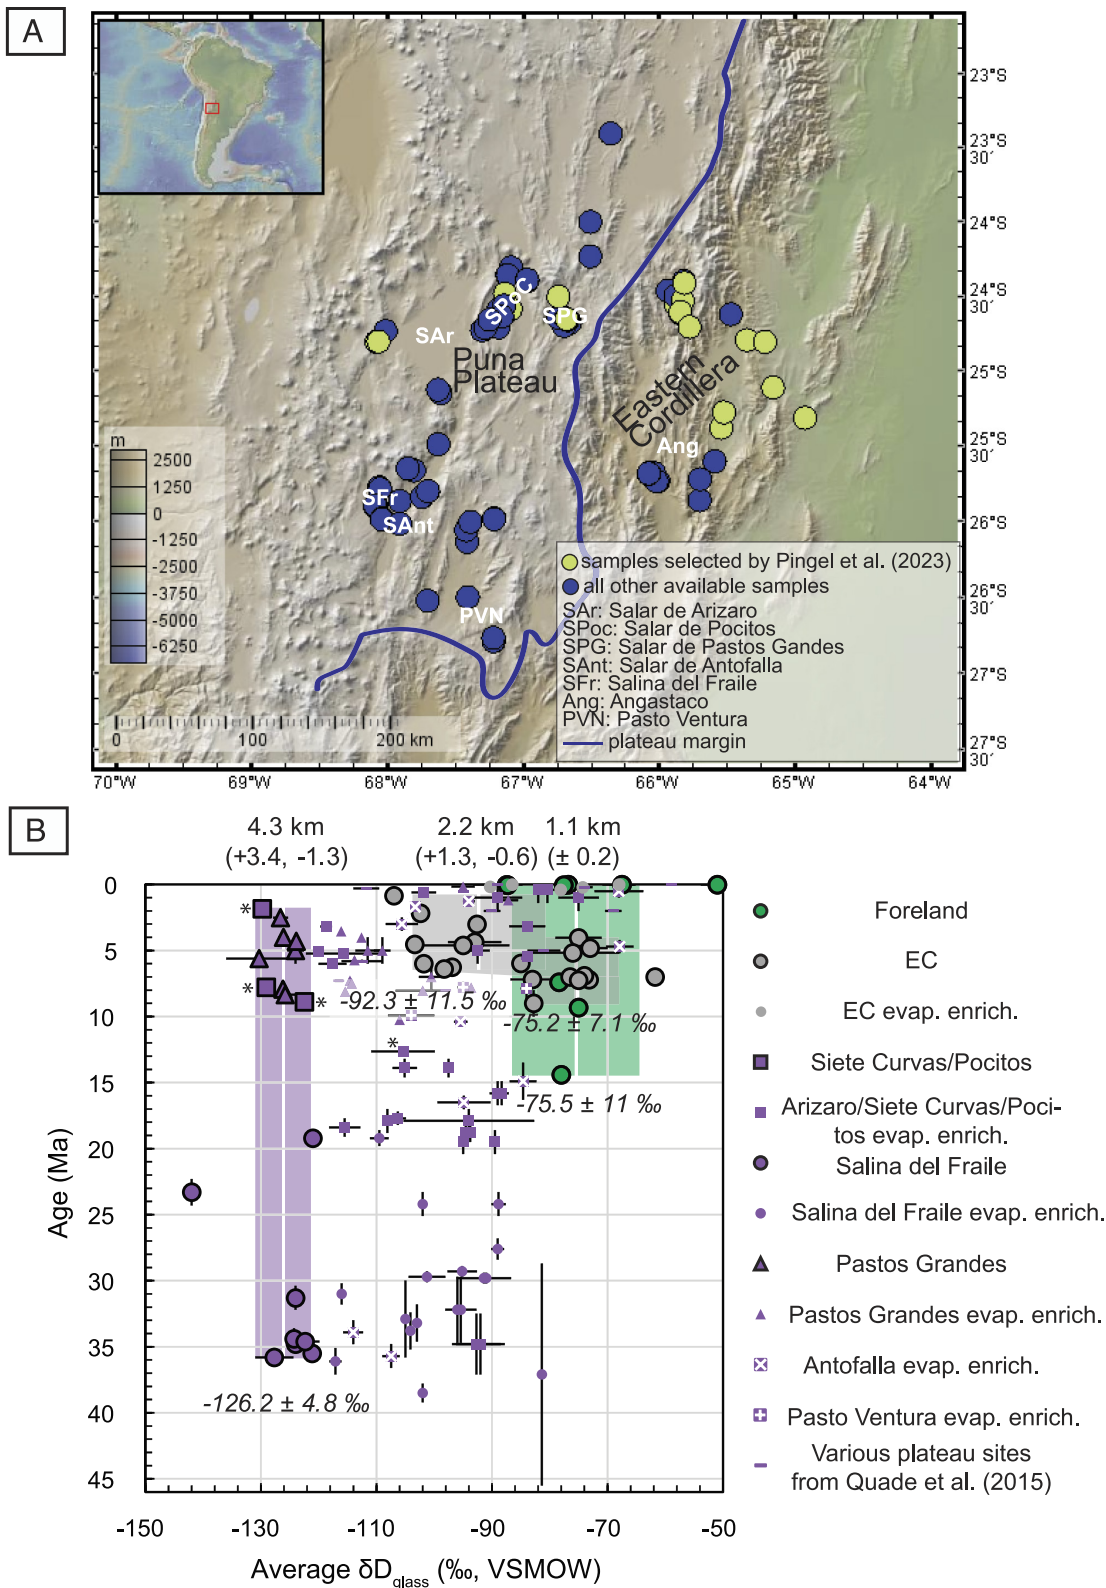 A
23°S
23°S
30´
24°S
24°S
30´
25°S
25°S
30´
26°S
26°S
30´
27°S
27°S
30´
SPoC
SPG
SAr
Puna
Plateau
Eastern
Cordillera
Ang
SFr
SAnt
PVN
m
2500
1250
0
-1250
-2500
-3750
-5000
-6250
0 100 200 km
samples selected by Pingel et al. (2023)
all other available samples
SAr: Salar de Arizaro
SPoc: Salar de Pocitos
SPG: Salar de Pastos Gandes
SAnt: Salar de Antofalla
SFr: Salina del Fraile
Ang: Angastaco
PVN: Pasto Ventura
plateau margin
70°W 69°W 68°W 67°W 66°W 65°W 64°W
B
4.3 km 2.2 km 1.1 km
(+3.4, -1.3) (+1.3, -0.6) (± 0.2)
0
5
10
15
20
25
30
35
40
45
Age (Ma)
*
*
*
*
-92.3 ± 11.5 ‰
-75.2 ± 7.1 ‰
-75.5 ± 11 ‰
-126.2 ± 4.8 ‰
-150 -130 -110 -90 -70 -50
Average δD glass (‰, VSMOW)
Foreland
EC
EC evap. enrich.
Siete Curvas/Pocitos
Arizaro/Siete Curvas/Poci-
tos evap. enrich.
Salina del Fraile
Salina del Fraile evap. enrich.
Pastos Grandes
Pastos Grandes evap. enrich.
Antofalla evap. enrich.
Pasto Ventura evap. enrich.
Various plateau sites
from Quade et al. (2015)